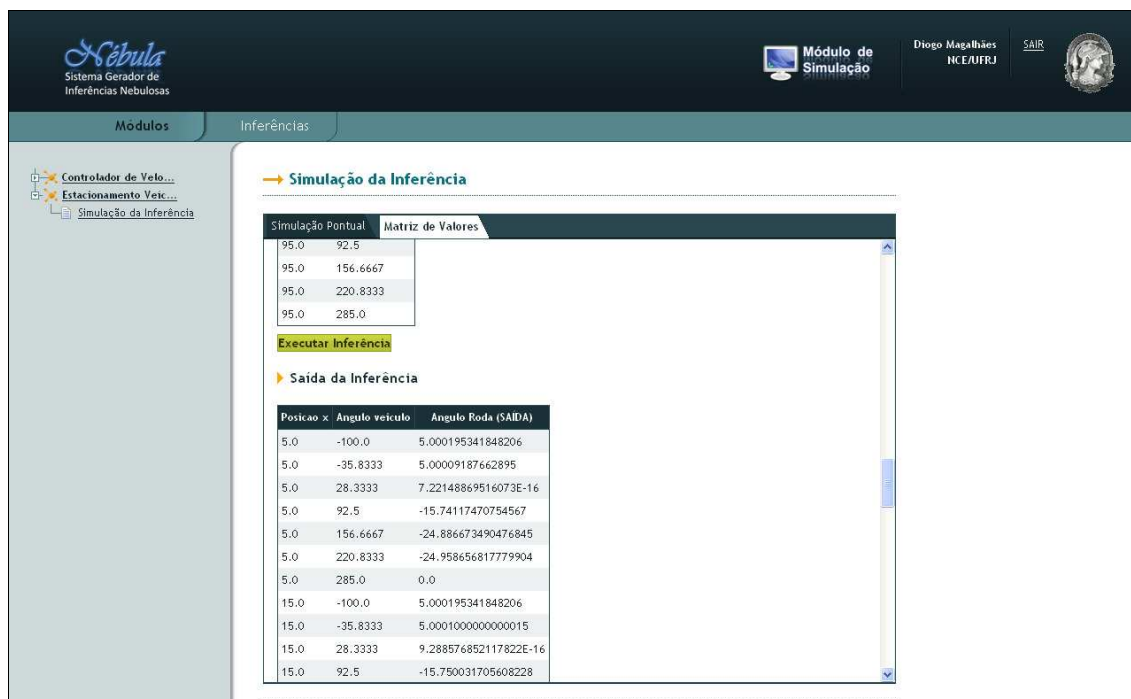 Nébula
Sistema Gerador de
Inferências Nebulosas
Módulo de
Simulação
Diogo Magalhães
NCE/UFRJ
SAIR
Módulos
Inferências
Controlador de Velo...
Estacionamento Veic...
Simulação da Inferência
Simulação da Inferência
Simulação Pontual
Matriz de Valores
95.0 92.5
95.0 156.6667
95.0 220.8333
95.0 285.0
Executar Inferência
Saída da Inferência
Posicao x Angulo veiculo Angulo Roda (SAÍDA)
5.0 -100.0 5.000195341848206
5.0 -35.8333 5.00009187662895
5.0 28.3333 7.22148869516073E-16
5.0 92.5 -15.74117470754567
5.0 156.6667 -24.886673490476845
5.0 220.8333 -24.958656817779904
5.0 285.0 0.0
15.0 -100.0 5.000195341848206
15.0 -35.8333 5.0001000000000015
15.0 28.3333 9.288576852117822E-16
15.0 92.5 -15.750031705608228